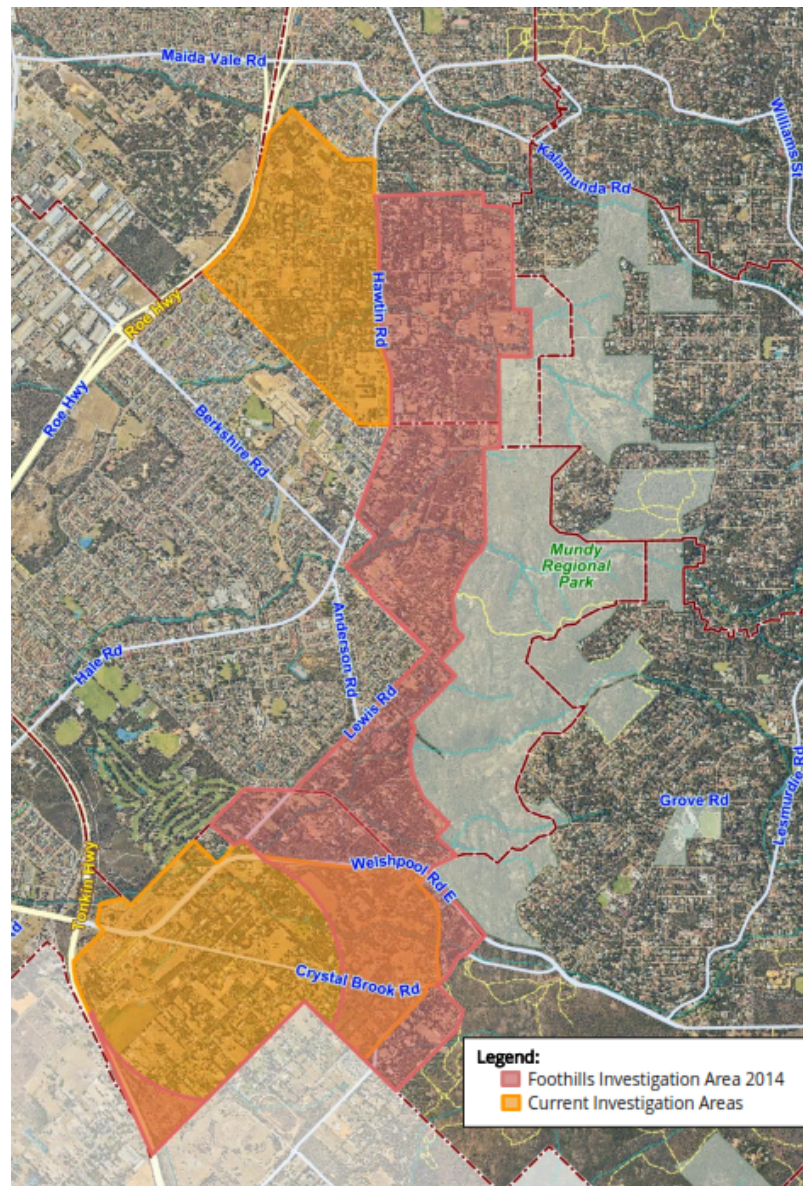 Maida Vale Rd
Williams St
Kalamunda Rd
Hawtin Rd
Roe Hwy
Roe Hwy
Berkshire Rd
Mundy
Regional
Park
Anderson Rd
Hale Rd
Lewis Rd
Grove Rd
Lesmurdie Rd
Welshpool Rd E
Tonkin Hwy
Rd
Crystal Brook Rd
Legend:
Foothills Investigation Area 2014
Current Investigation Areas